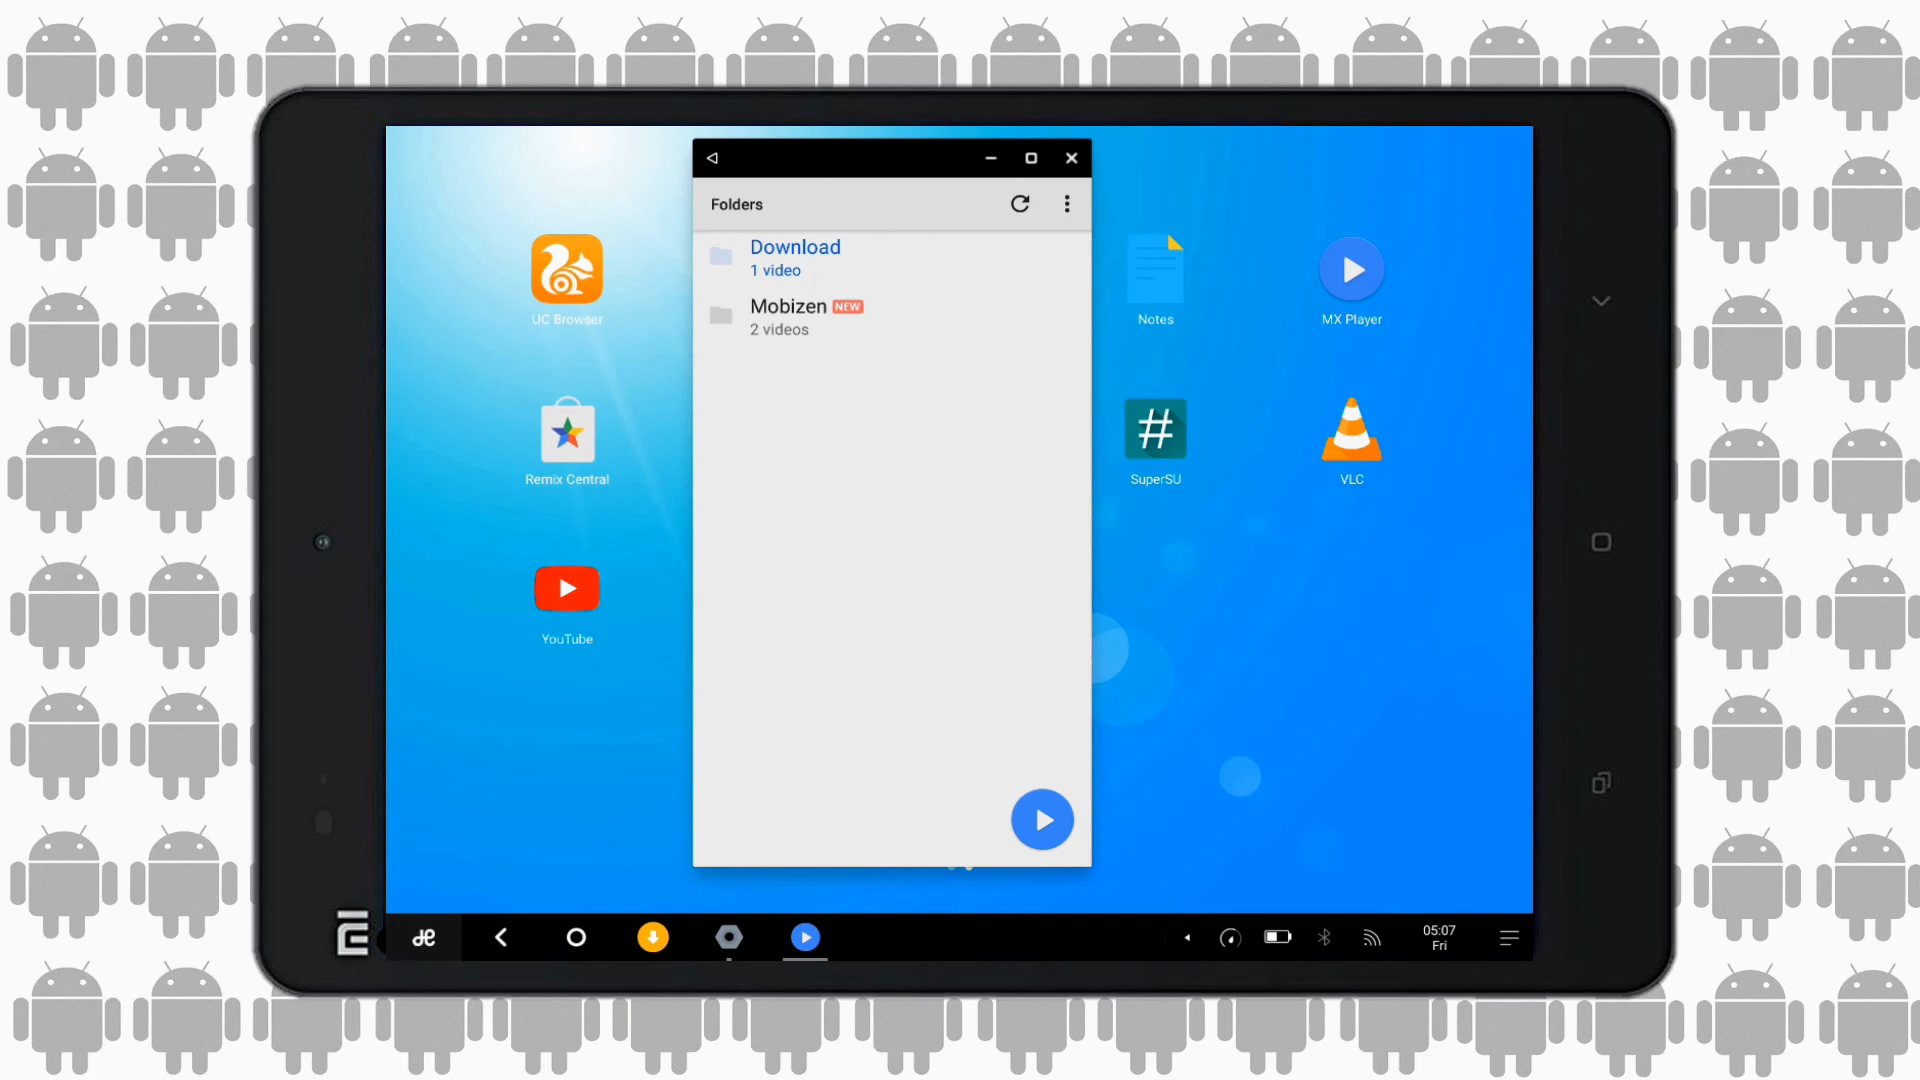 Folders
Download
1 video
Mobizen NEW
2 videos
UC Browser
Notes
MX Player
Remix Central
SuperSU
VLC
YouTube
05:07
Fri